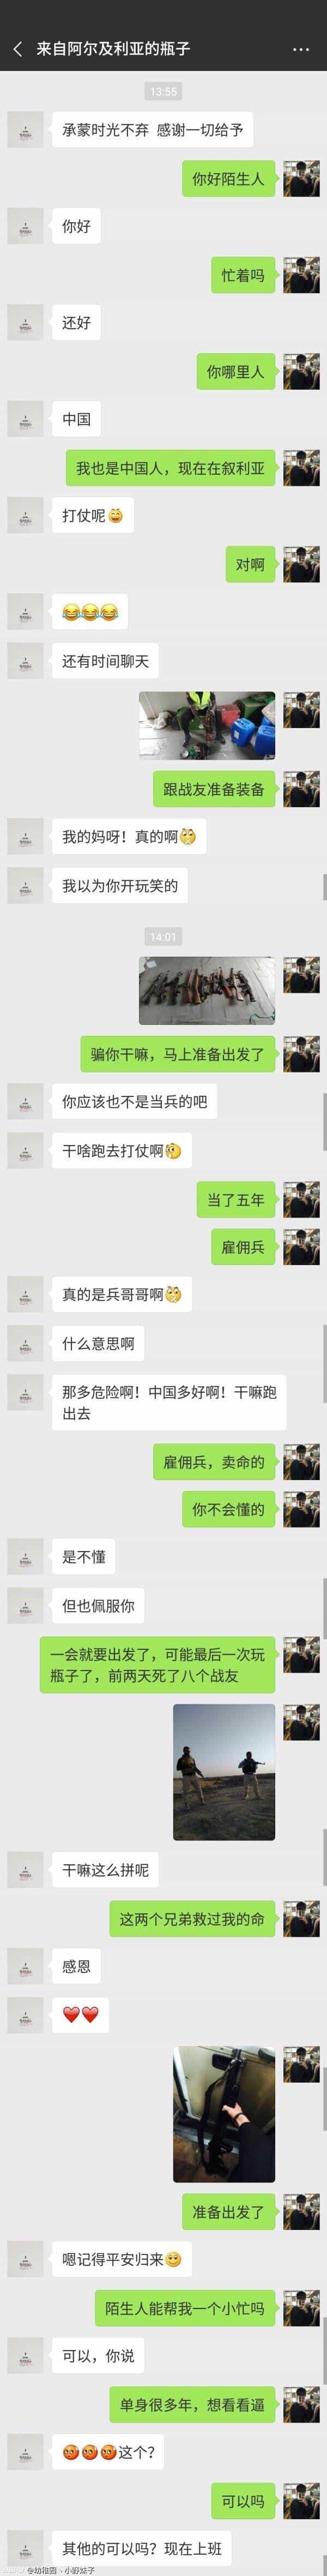 来自阿尔及利亚的瓶子
13:55
承蒙时光不弃 感谢一切给予
你好陌生人
你好
忙着吗
还好
你哪里人
中国
我也是中国人，现在在叙利亚
打仗呢😄
对啊
😂😂😂
还有时间聊天
跟战友准备装备
我的妈呀！真的啊
我以为你开玩笑的
14:01
骗你干嘛，马上准备出发了
你应该也不是当兵的吧
干啥跑去打仗啊
当了五年
雇佣兵
真的是兵哥哥啊
什么意思啊
那多危险啊！中国多好啊！干嘛跑
出去
雇佣兵，卖命的
你不会懂的
是不懂
但也佩服你
一会就要出发了，可能最后一次玩
瓶子了，前两天死了八个战友
干嘛这么拼呢
这两个兄弟救过我的命
感恩
❤️❤️
准备出发了
嗯记得平安归来
陌生人能帮我一个小忙吗
可以，你说
单身很多年，想看看逼
这个？
可以吗
其他的可以吗？现在上班
@幼稚园丶小野妹子